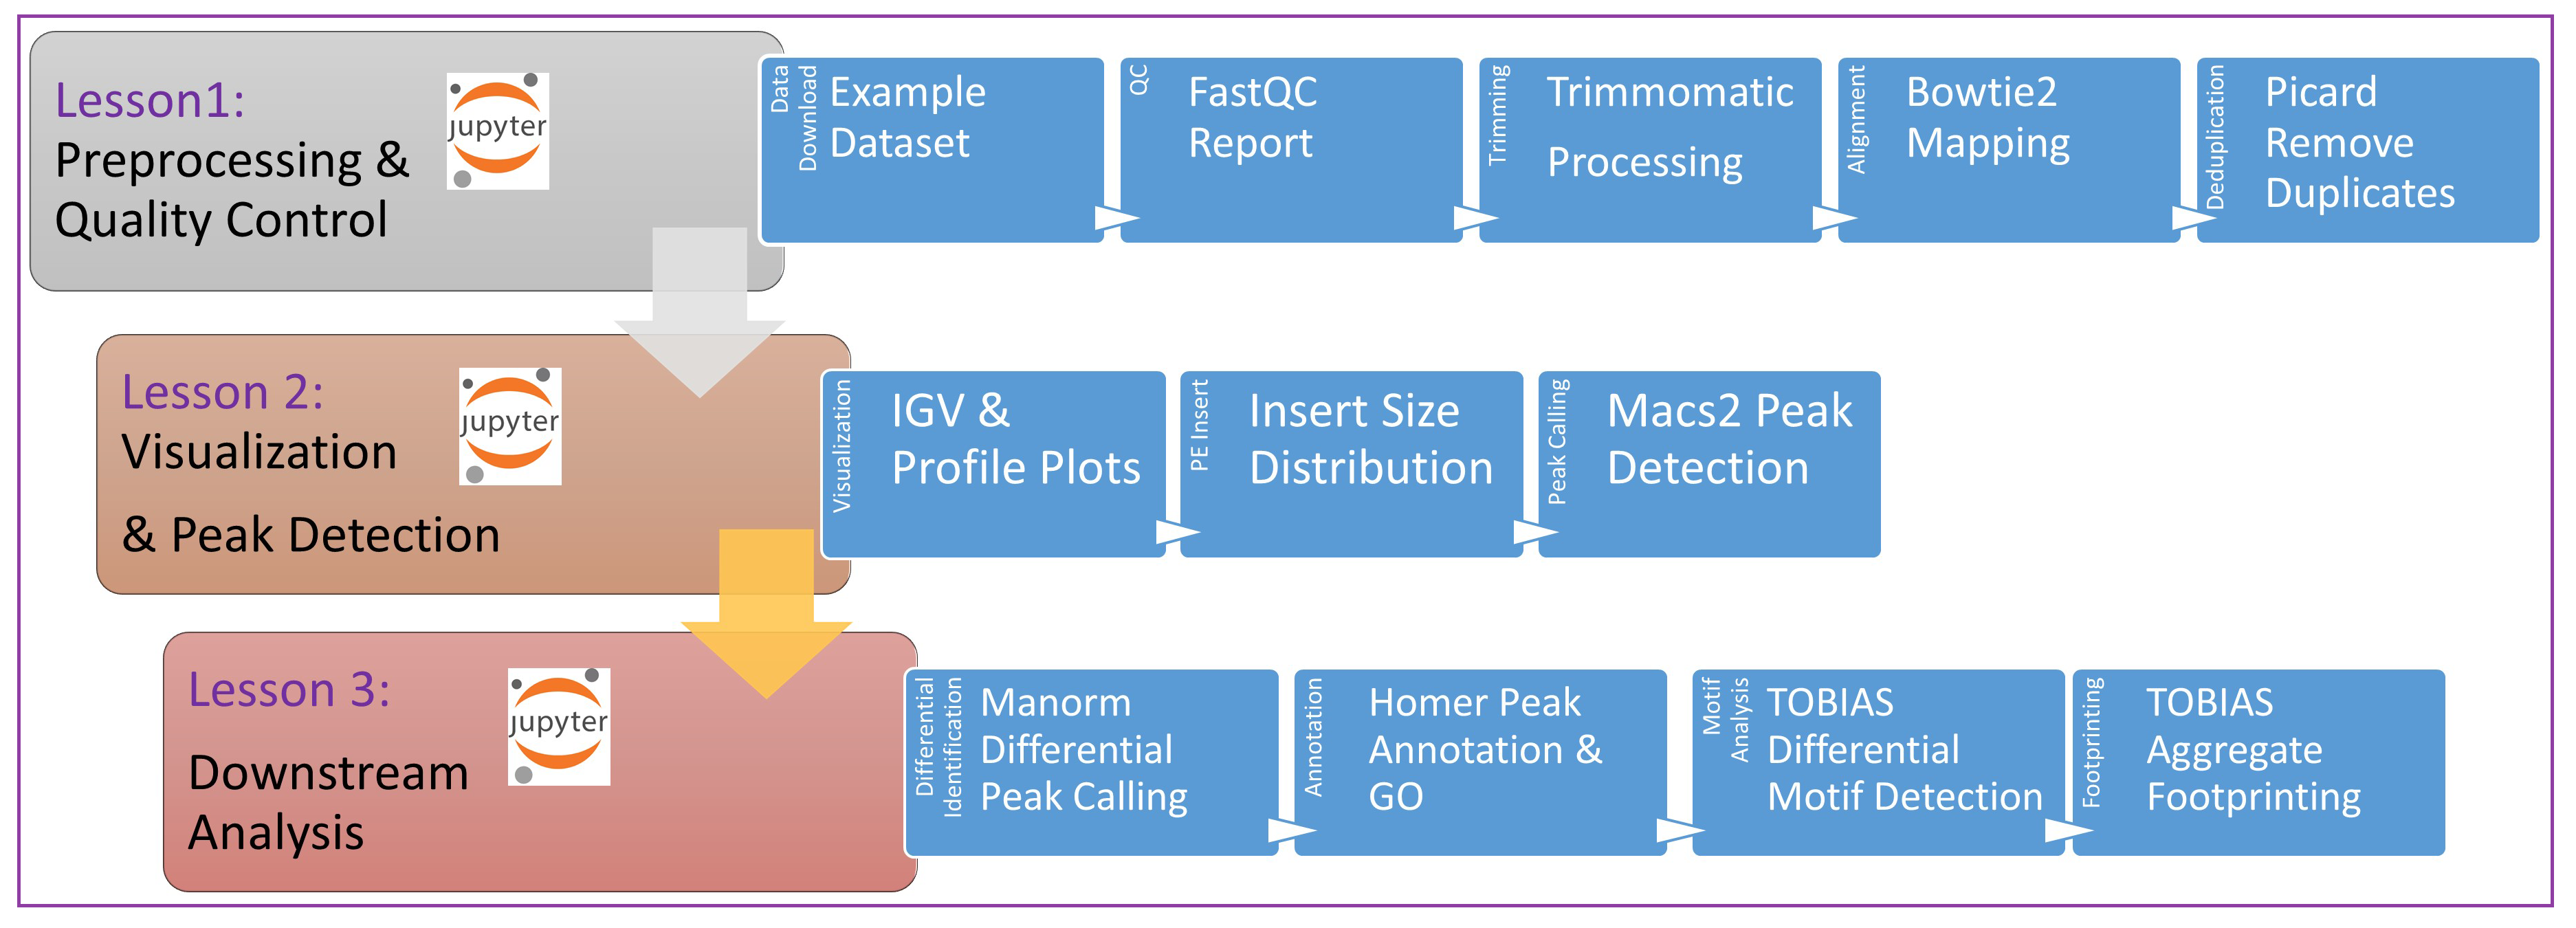 Lesson1:
Preprocessing &
Quality Control
jupyter
Data
Download
Example
Dataset
QC
FastQC
Report
Trimming
Trimmomatic
Processing
Alignment
Bowtie2
Mapping
Deduplication
Picard
Remove
Duplicates
Lesson 2:
Visualization
& Peak Detection
jupyter
Visualization
IGV &
Profile Plots
PE Insert
Insert Size
Distribution
Peak Calling
Macs2 Peak
Detection
Lesson 3:
Downstream
Analysis
jupyter
Differential
Identification
Manorm
Differential
Peak Calling
Annotation
Homer Peak
Annotation &
GO
Motif
Analysis
TOBIAS
Differential
Motif Detection
Footprinting
TOBIAS
Aggregate
Footprinting